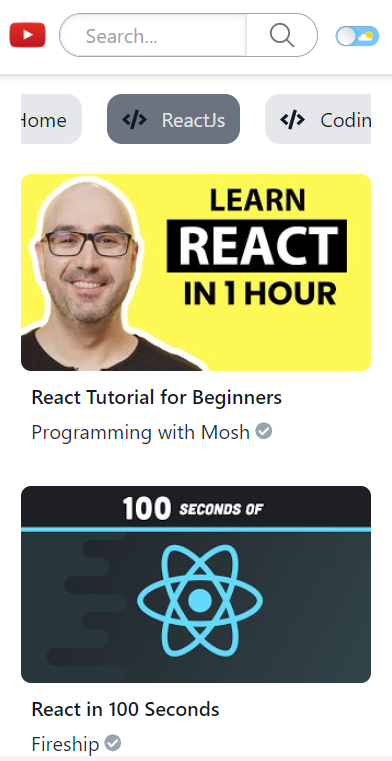 Search...
Home
ReactJs
Codin
LEARN
REACT
IN 1 HOUR
React Tutorial for Beginners
Programming with Mosh
100 SECONDS OF
React in 100 Seconds
Fireship